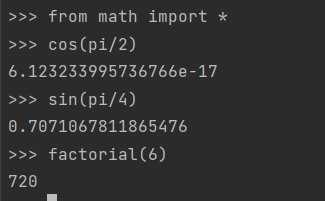 >>> from math import *
>>> cos(pi/2)
6.123233995736766e-17
>>> sin(pi/4)
0.7071067811865476
>>> factorial(6)
720